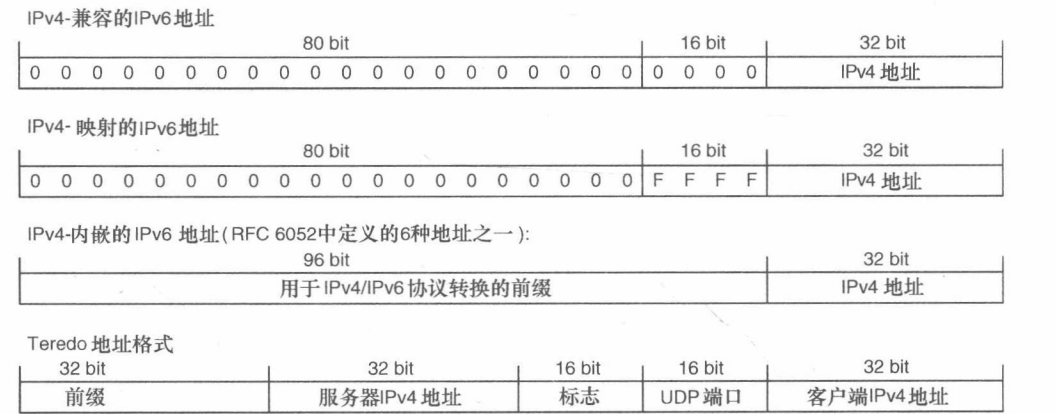 IPv4-兼容的IPv6地址
80 bit 16 bit 32 bit
0 0 0 0 0 0 0 0 0 0 0 0 0 0 0 0 0 0 0 0 0 0 0 0 IPv4 地址
IPv4- 映射的IPv6地址
80 bit 16 bit 32 bit
0 0 0 0 0 0 0 0 0 0 0 0 0 0 0 0 0 0 0 0 F F F F IPv4 地址
IPv4-内嵌的IPv6 地址(RFC 6052中定义的6种地址之一):
96 bit 32 bit
用于IPv4/IPv6协议转换的前缀 IPv4 地址
Teredo 地址格式
32 bit 32 bit 16 bit 16 bit 32 bit
前缀 服务器IPv4 地址 标志 UDP 端口 客户端IPv4地址